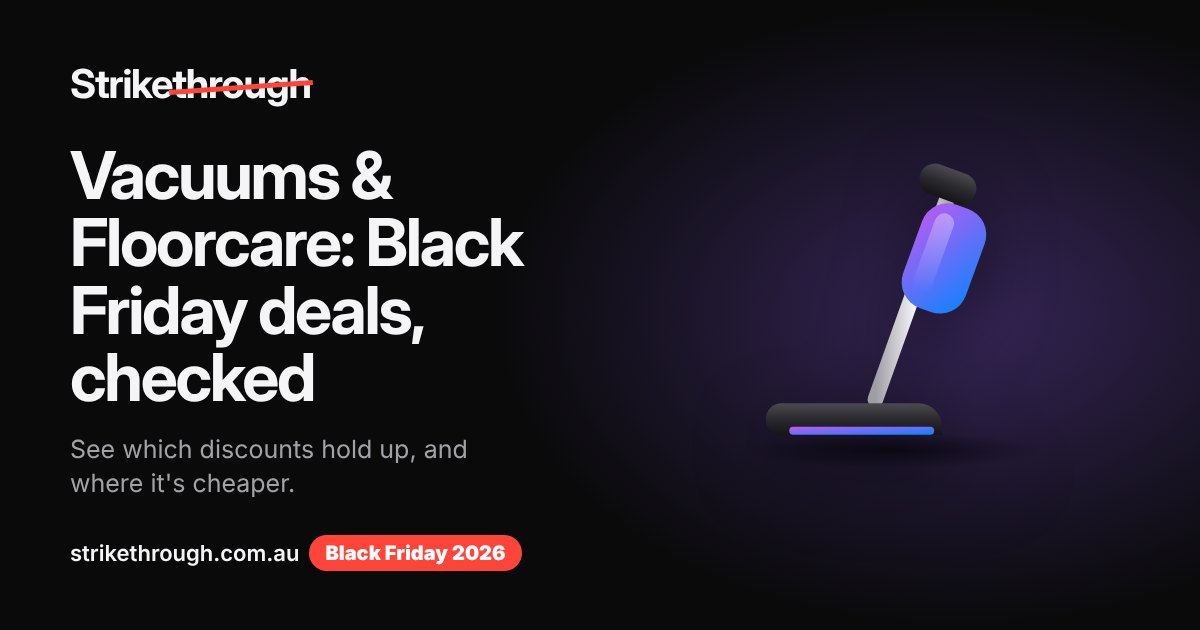 Strikethrough
Vacuums &
Floorcare: Black
Friday deals,
checked
See which discounts hold up, and
where it's cheaper.
strikethrough.com.au
Black Friday 2026